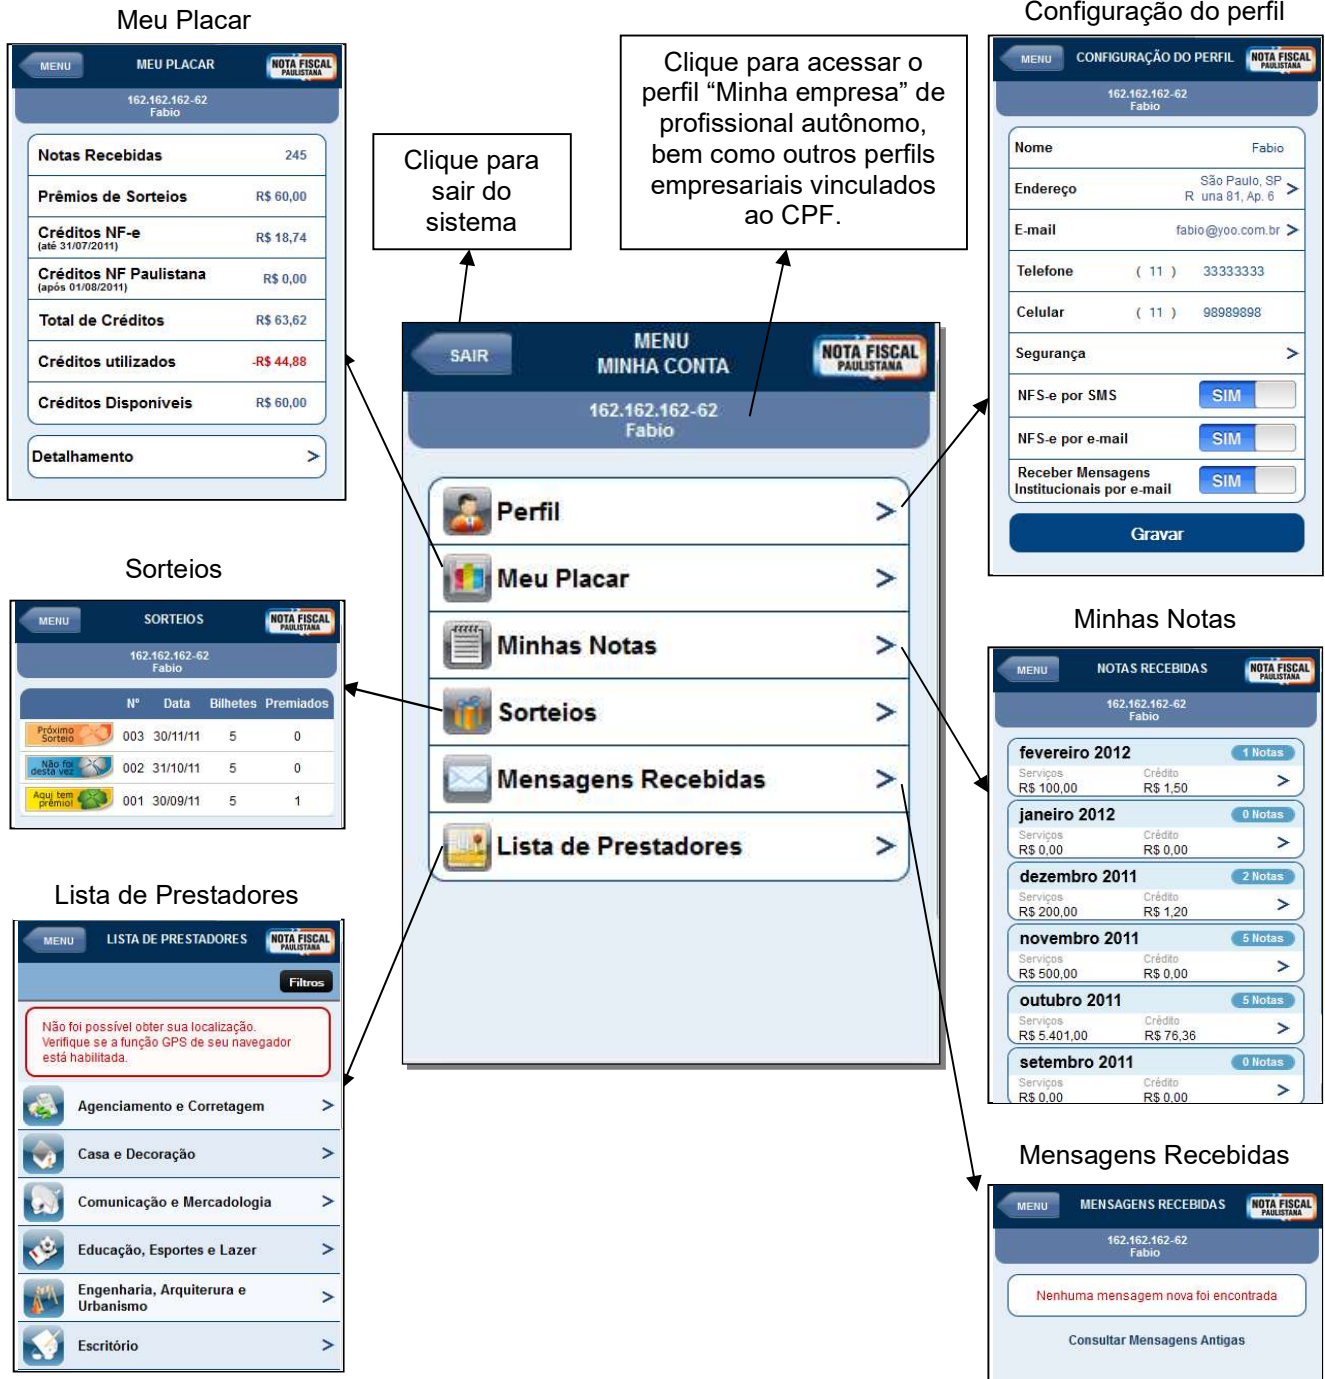 Meu Placar
MENU
MEU PLACAR
NOTA FISCAL
PAULISTANA
162.162.162-62
Fabio
Notas Recebidas 245
Prêmios de Sorteios R$ 60,00
Créditos NF-e R$ 18,74
(até 31/07/2011)
Créditos NF Paulistana R$ 0,00
(após 01/08/2011)
Total de Créditos R$ 63,62
Créditos utilizados -R$ 44,88
Créditos Disponíveis R$ 60,00
Detalhamento >
Clique para
sair do
sistema
Clique para acessar o
perfil “Minha empresa” de
profissional autônomo,
bem como outros perfils
empresariais vinculados
ao CPF.
Configuração do perfil
MENU
CONFIGURAÇÃO DO PERFIL
NOTA FISCAL
PAULISTANA
162.162.162-62
Fabio
Nome Fabio
Endereço São Paulo, SP >
R una 81, Ap. 6
E-mail fabio@yoo.com.br >
Telefone ( 11 ) 33333333
Celular ( 11 ) 98989898
Segurança >
NFS-e por SMS SIM
NFS-e por e-mail SIM
Receber Mensagens
Institucionais por e-mail SIM
Gravar
SAIR
MENU
MINHA CONTA
NOTA FISCAL
PAULISTANA
162.162.162-62
Fabio
Perfil >
Meu Placar >
Minhas Notas >
Sorteios >
Mensagens Recebidas >
Lista de Prestadores >
Sorteios
MENU
SORTEIOS
NOTA FISCAL
PAULISTANA
162.162.162-62
Fabio
Nº Data Bilhetes Premiados
Próximo
Sorteio
003 30/11/11 5 0
Não foi
desta vez
002 31/10/11 5 0
Aqui tem
prêmio!
001 30/09/11 5 1
Minhas Notas
MENU
NOTAS RECEBIDAS
NOTA FISCAL
PAULISTANA
162.162.162-62
Fabio
fevereiro 2012 1 Notas
Serviços Crédito
R$ 100,00 R$ 1,50 >
janeiro 2012 0 Notas
Serviços Crédito
R$ 0,00 R$ 0,00 >
dezembro 2011 2 Notas
Serviços Crédito
R$ 200,00 R$ 1,20 >
novembro 2011 5 Notas
Serviços Crédito
R$ 500,00 R$ 0,00 >
outubro 2011 5 Notas
Serviços Crédito
R$ 5.401,00 R$ 76,36 >
setembro 2011 0 Notas
Serviços Crédito
R$ 0,00 R$ 0,00 >
Lista de Prestadores
MENU
LISTA DE PRESTADORES
NOTA FISCAL
PAULISTANA
Filtros
Não foi possível obter sua localização.
Verifique se a função GPS de seu navegador
está habilitada.
Agenciamento e Corretagem >
Casa e Decoração >
Comunicação e Mercadologia >
Educação, Esportes e Lazer >
Engenharia, Arquiterura e
Urbanismo >
Escritório >
Mensagens Recebidas
MENU
MENSAGENS RECEBIDAS
NOTA FISCAL
PAULISTANA
162.162.162-62
Fabio
Nenhuma mensagem nova foi encontrada
Consultar Mensagens Antigas